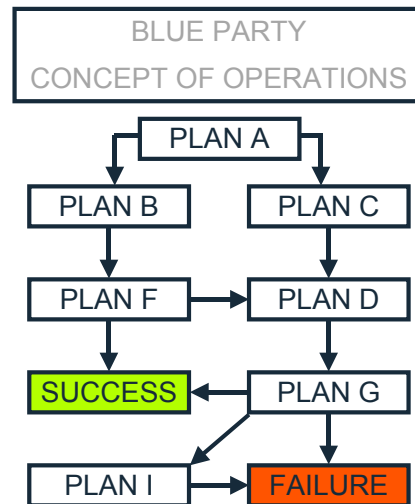 BLUE PARTY
CONCEPT OF OPERATIONS
PLAN A
PLAN B
PLAN C
PLAN F
PLAN D
SUCCESS
PLAN G
PLAN I
FAILURE